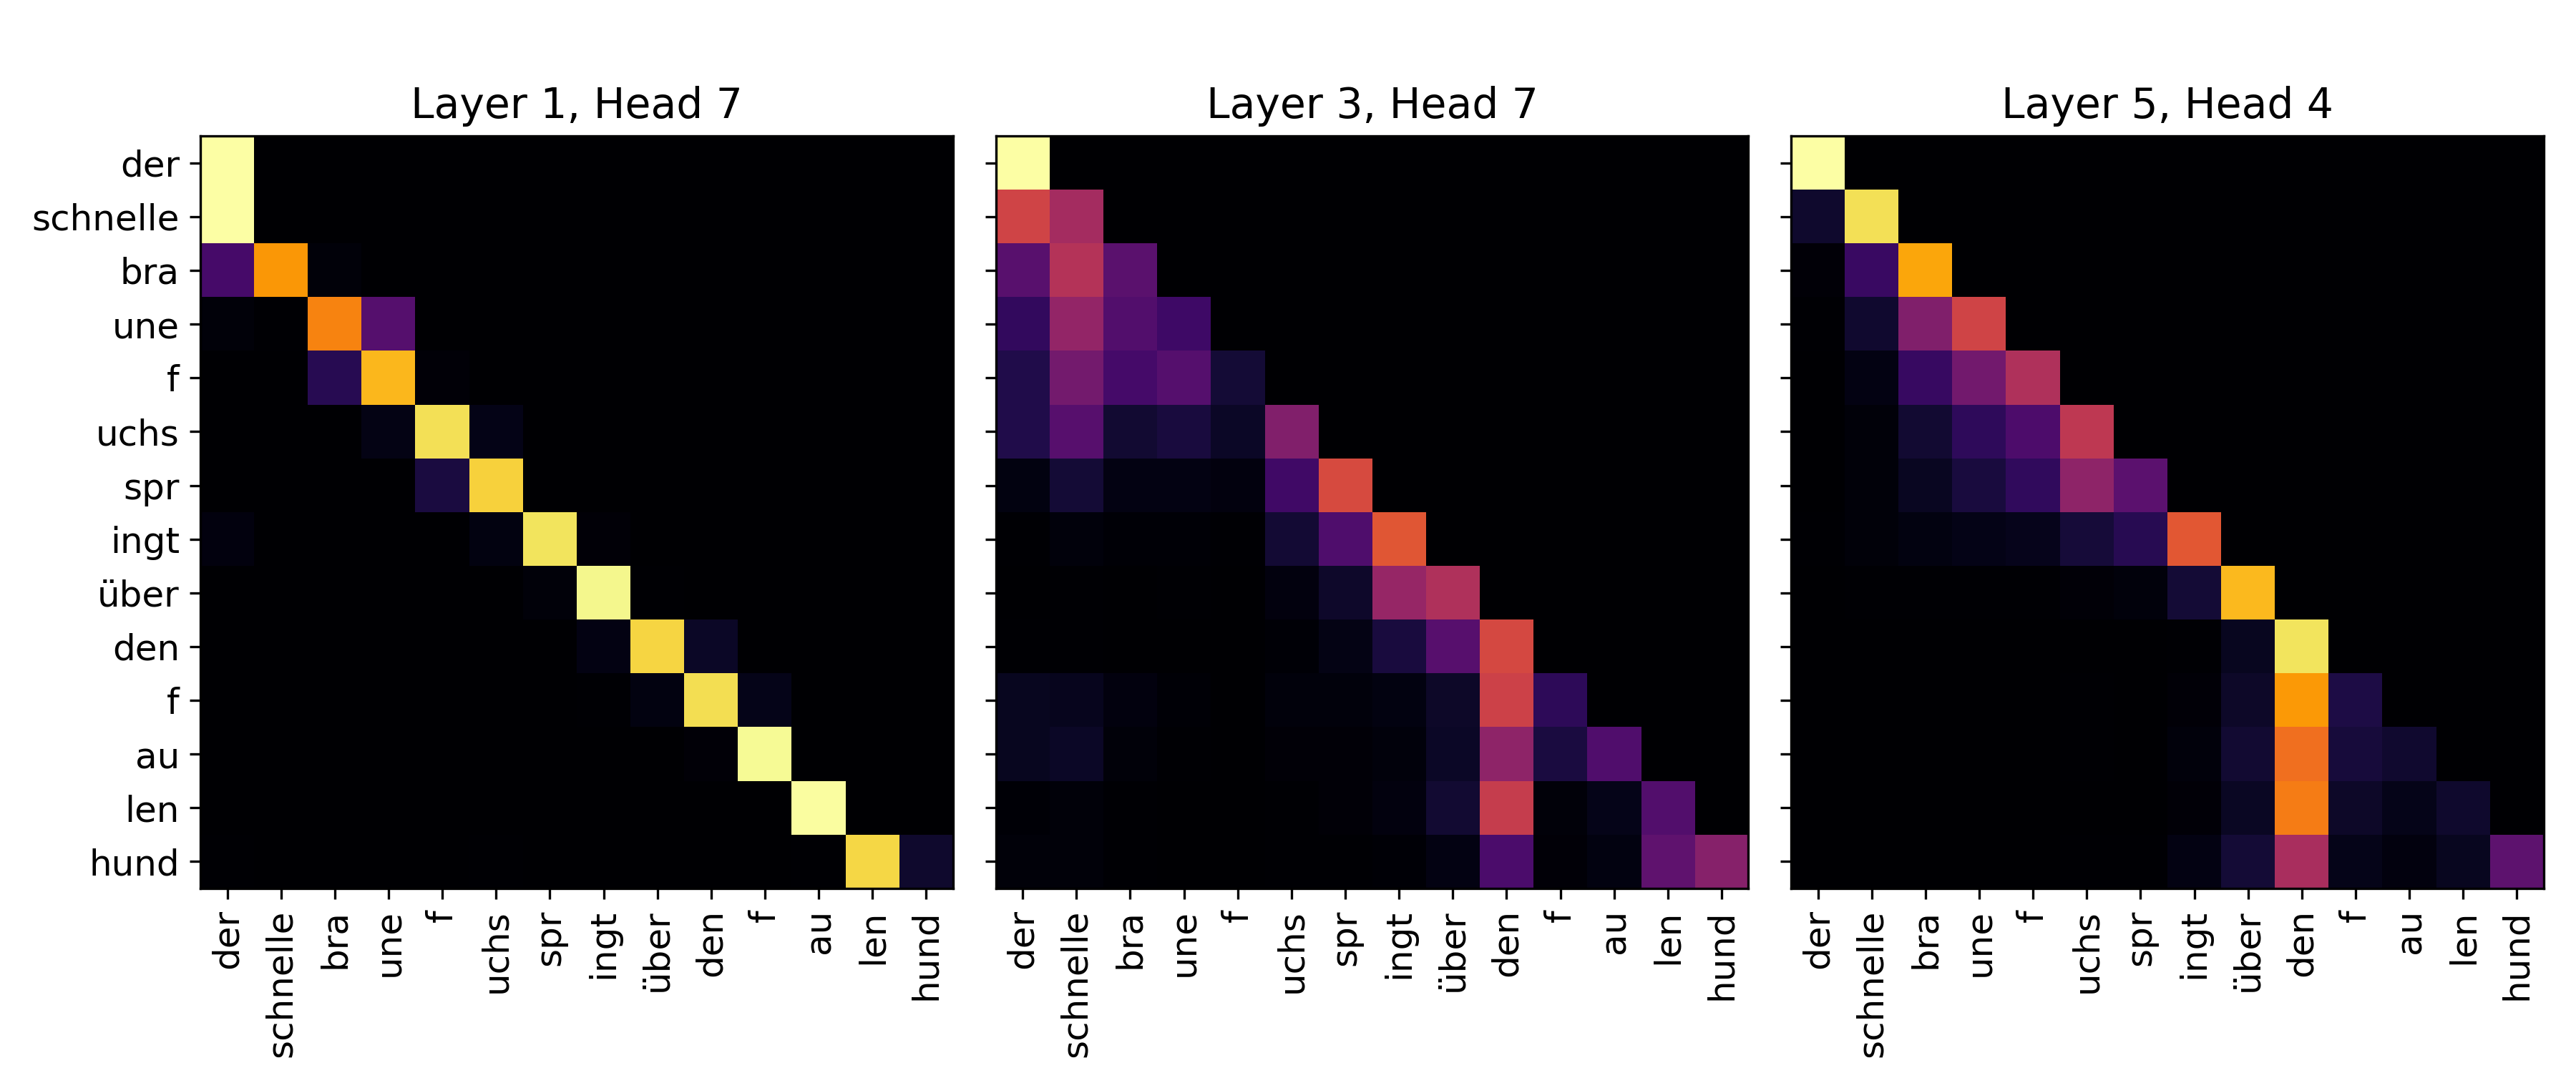 Layer 1, Head 7
Layer 3, Head 7
Layer 5, Head 4
der
schnelle
bra
une
f
uchs
spr
ingt
über
den
f
au
len
hund
der schnelle bra une f uchs spr ingt über den f au len hund
der schnelle bra une f uchs spr ingt über den f au len hund
der schnelle bra une f uchs spr ingt über den f au len hund